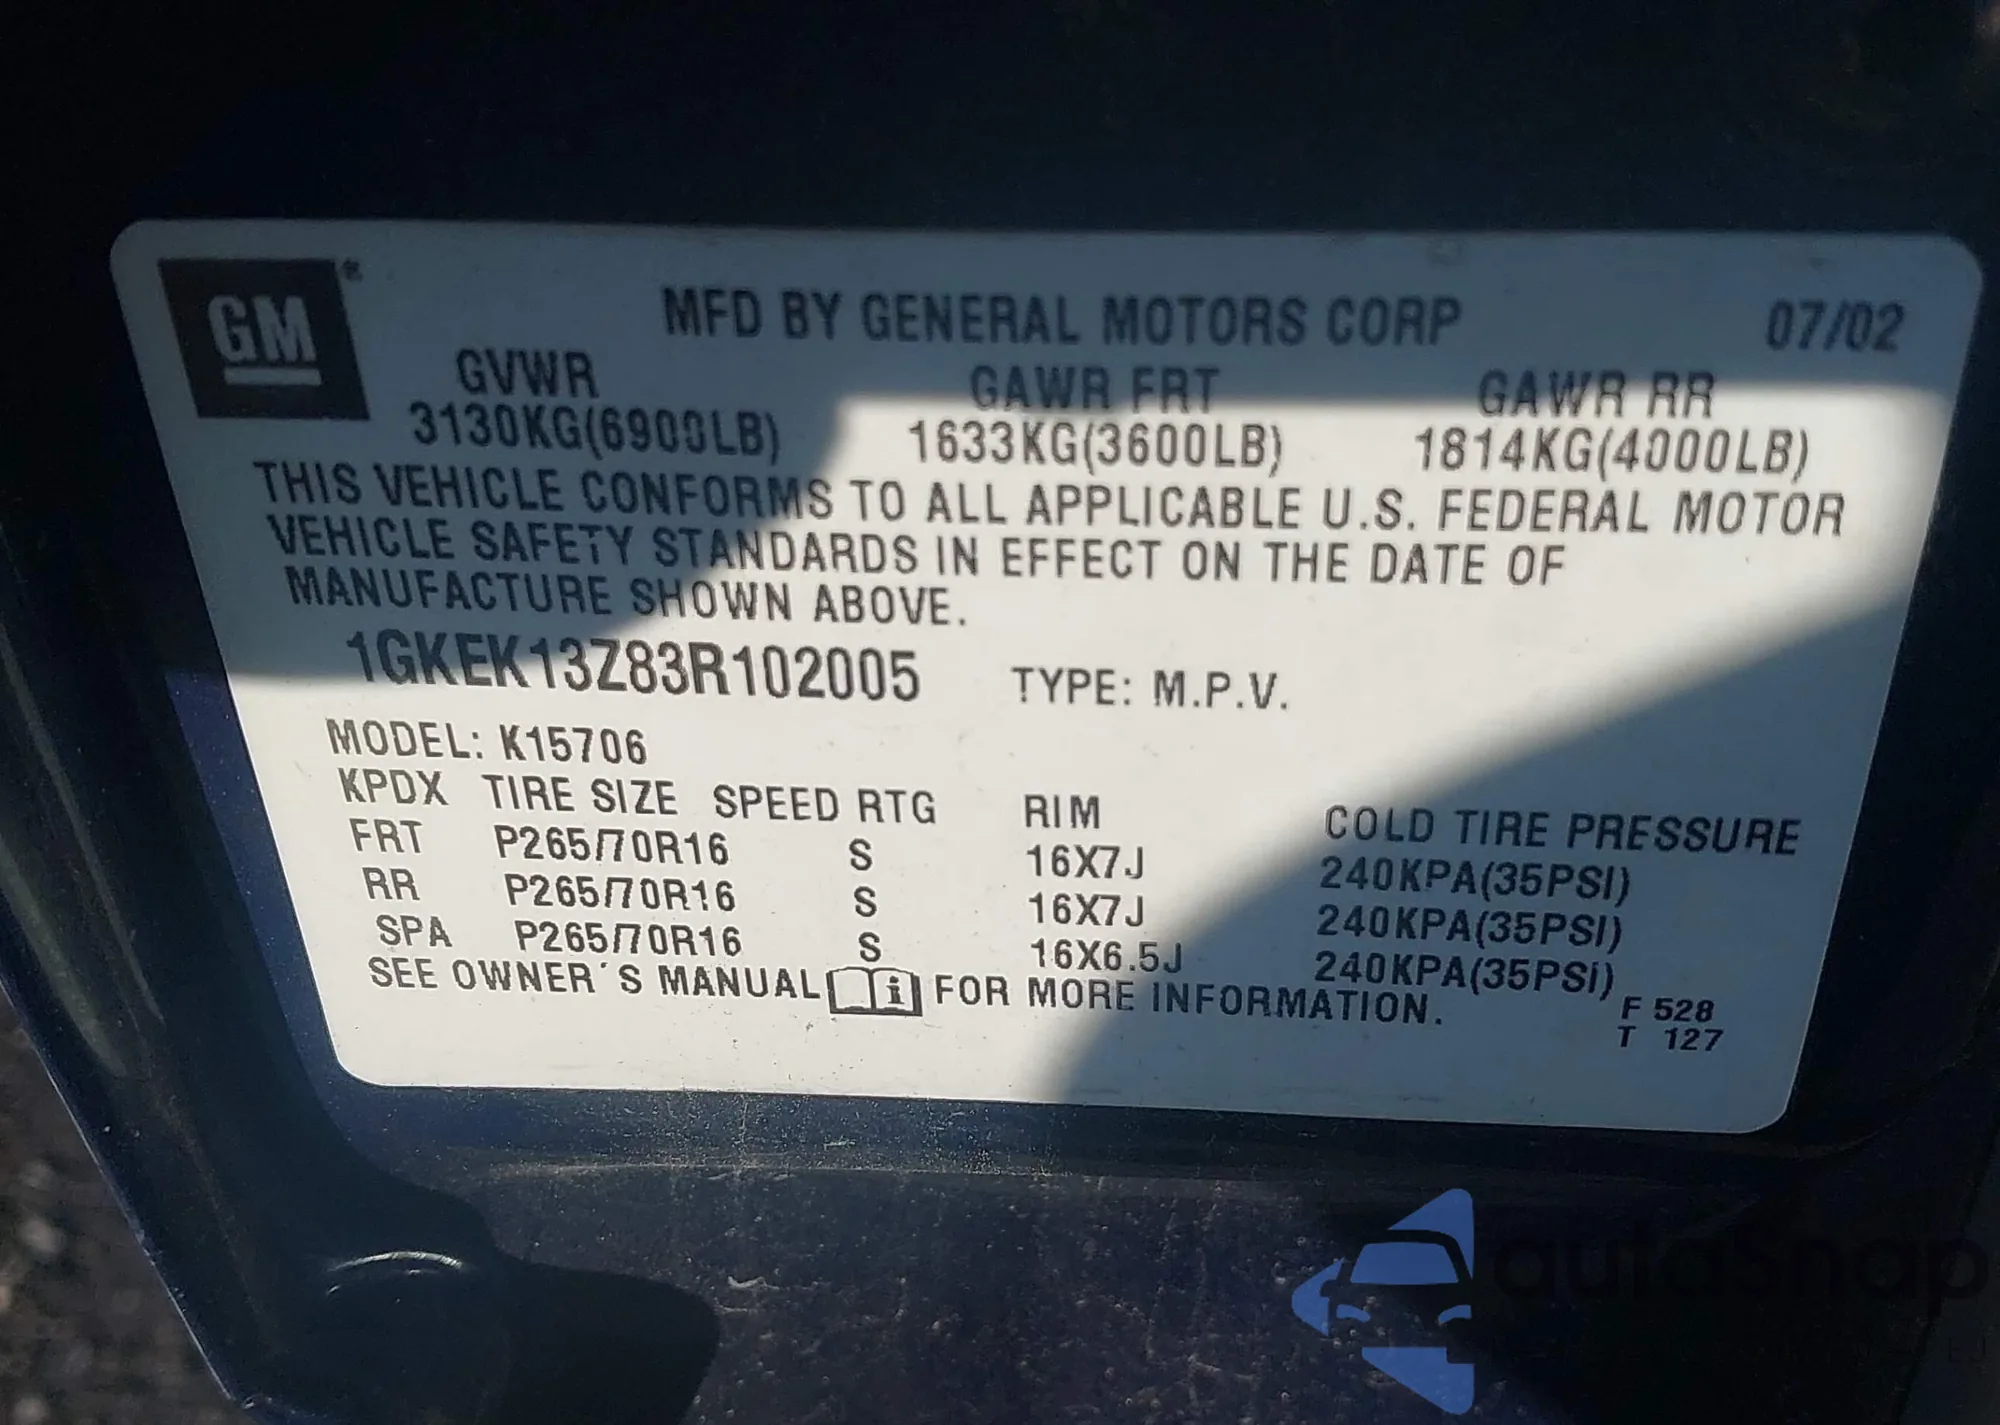 GM ®
MFD BY GENERAL MOTORS CORP 07/02
GVWR GAWR FRT GAWR RR
3130KG(6900LB) 1633KG(3600LB) 1814KG(4000LB)
THIS VEHICLE CONFORMS TO ALL APPLICABLE U.S. FEDERAL MOTOR
VEHICLE SAFETY STANDARDS IN EFFECT ON THE DATE OF
MANUFACTURE SHOWN ABOVE.
1GKEK13Z83R102005 TYPE: M.P.V.
MODEL: K15706
KPDX TIRE SIZE SPEED RTG RIM COLD TIRE PRESSURE
FRT P265/70R16 S 16X7J 240KPA(35PSI)
RR P265/70R16 S 16X7J 240KPA(35PSI)
SPA P265/70R16 S 16X6.5J 240KPA(35PSI)
SEE OWNER'S MANUAL i FOR MORE INFORMATION.
F 528
T 127
autashop